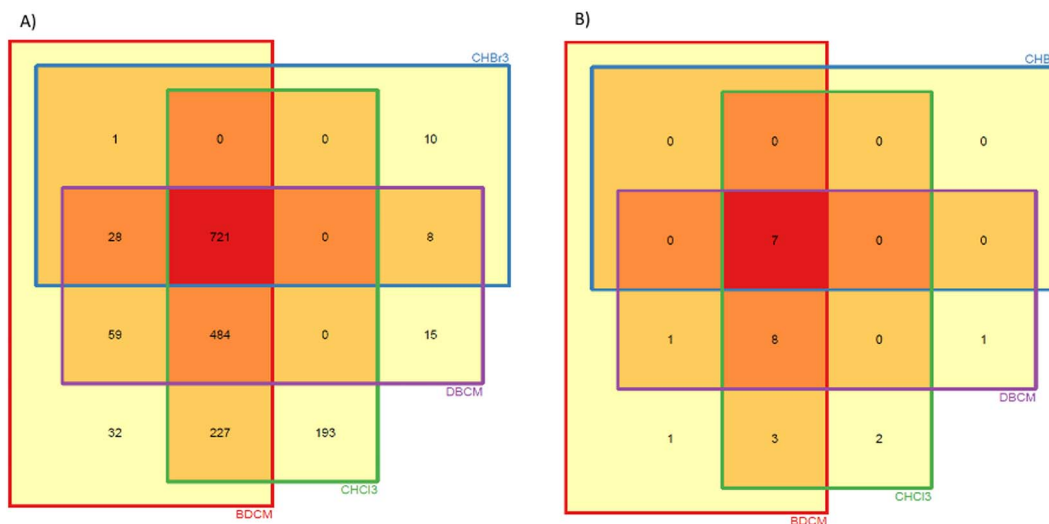 A)
B)
CHBr3
CHB
1 0 0 10
0 0 0 0
28 721 0 8
0 7 0 0
59 484 0 15
1 8 0 1
DBCM
DBCM
32 227 193
1 3 2
CHCl3
CHCl3
BDCM
BDCM